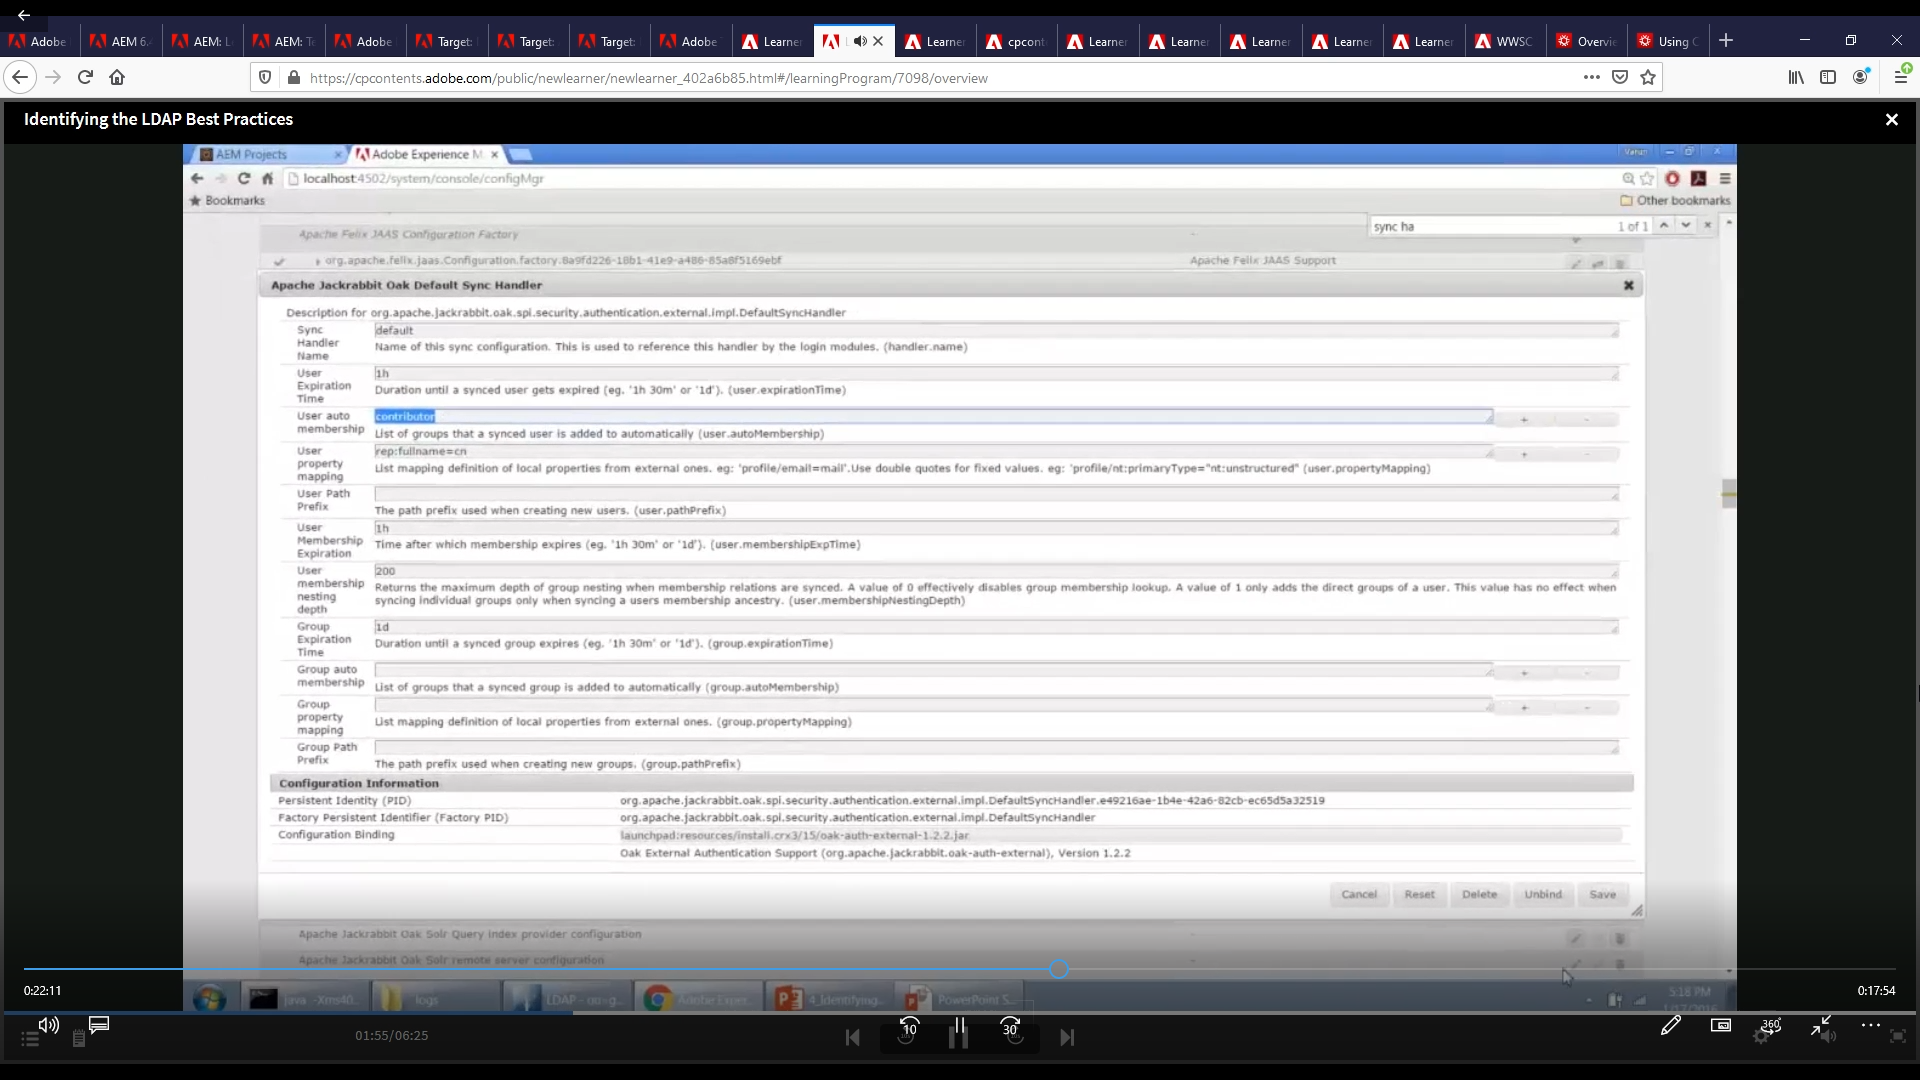 Adobe
AEM 6.
AEM: L
AEM: Te
Adobe
Target:
Target:
Target:
Adobe
Learner
Learner
cpcont
Learner
Learner
Learner
Learner
Learner
WWSC
Overvie
Using C
https://cpcontents.adobe.com/public/newlearner/newlearner_402a6b85.html#/learningProgram/7098/overview
Identifying the LDAP Best Practices
AEM Projects
Adobe Experience M
Varun
localhost:4502/system/console/configMgr
Bookmarks
Other bookmarks
sync ha
1 of 1
Apache Felix JAAS Configuration Factory
org.apache.felix.jaas.Configuration.factory.8a9fd226-18b1-41e9-a486-85a8f5169ebf
Apache Felix JAAS Support
Apache Jackrabbit Oak Default Sync Handler
Description for org.apache.jackrabbit.oak.spi.security.authentication.external.impl.DefaultSyncHandler
Sync Handler Name
default
Name of this sync configuration. This is used to reference this handler by the login modules. (handler.name)
User Expiration Time
1h
Duration until a synced user gets expired (eg. '1h 30m' or '1d'). (user.expirationTime)
User auto membership
contributor
List of groups that a synced user is added to automatically (user.autoMembership)
User property mapping
rep:fullname=cn
List mapping definition of local properties from external ones. eg: 'profile/email=mail'.Use double quotes for fixed values. eg: 'profile/nt:primaryType="nt:unstructured" (user.propertyMapping)
User Path Prefix
The path prefix used when creating new users. (user.pathPrefix)
User Membership Expiration
1h
Time after which membership expires (eg. '1h 30m' or '1d'). (user.membershipExpTime)
User membership nesting depth
200
Returns the maximum depth of group nesting when membership relations are synced. A value of 0 effectively disables group membership lookup. A value of 1 only adds the direct groups of a user. This value has no effect when
syncing individual groups only when syncing a users membership ancestry. (user.membershipNestingDepth)
Group Expiration Time
1d
Duration until a synced group expires (eg. '1h 30m' or '1d'). (group.expirationTime)
Group auto membership
List of groups that a synced group is added to automatically (group.autoMembership)
Group property mapping
List mapping definition of local properties from external ones. (group.propertyMapping)
Group Path Prefix
The path prefix used when creating new groups. (group.pathPrefix)
Configuration Information
Persistent Identity (PID)
org.apache.jackrabbit.oak.spi.security.authentication.external.impl.DefaultSyncHandler.e49216ae-1b4e-42a6-82cb-ec65d5a32519
Factory Persistent Identifier (Factory PID)
org.apache.jackrabbit.oak.spi.security.authentication.external.impl.DefaultSyncHandler
Configuration Binding
launchpad:resources/install.crx3/15/oak-auth-external-1.2.2.jar
Oak External Authentication Support (org.apache.jackrabbit.oak-auth-external), Version 1.2.2
Cancel
Reset
Delete
Unbind
Save
Apache Jackrabbit Oak Solr Query index provider configuration
Apache Jackrabbit Oak Solr remote server configuration
0:22:11
0:17:54
java -Xms40...
logs
LDAP -
Adobe Exper...
4_Identifying...
PowerPoint S...
5:18 PM
01:55/06:25
10
30
360